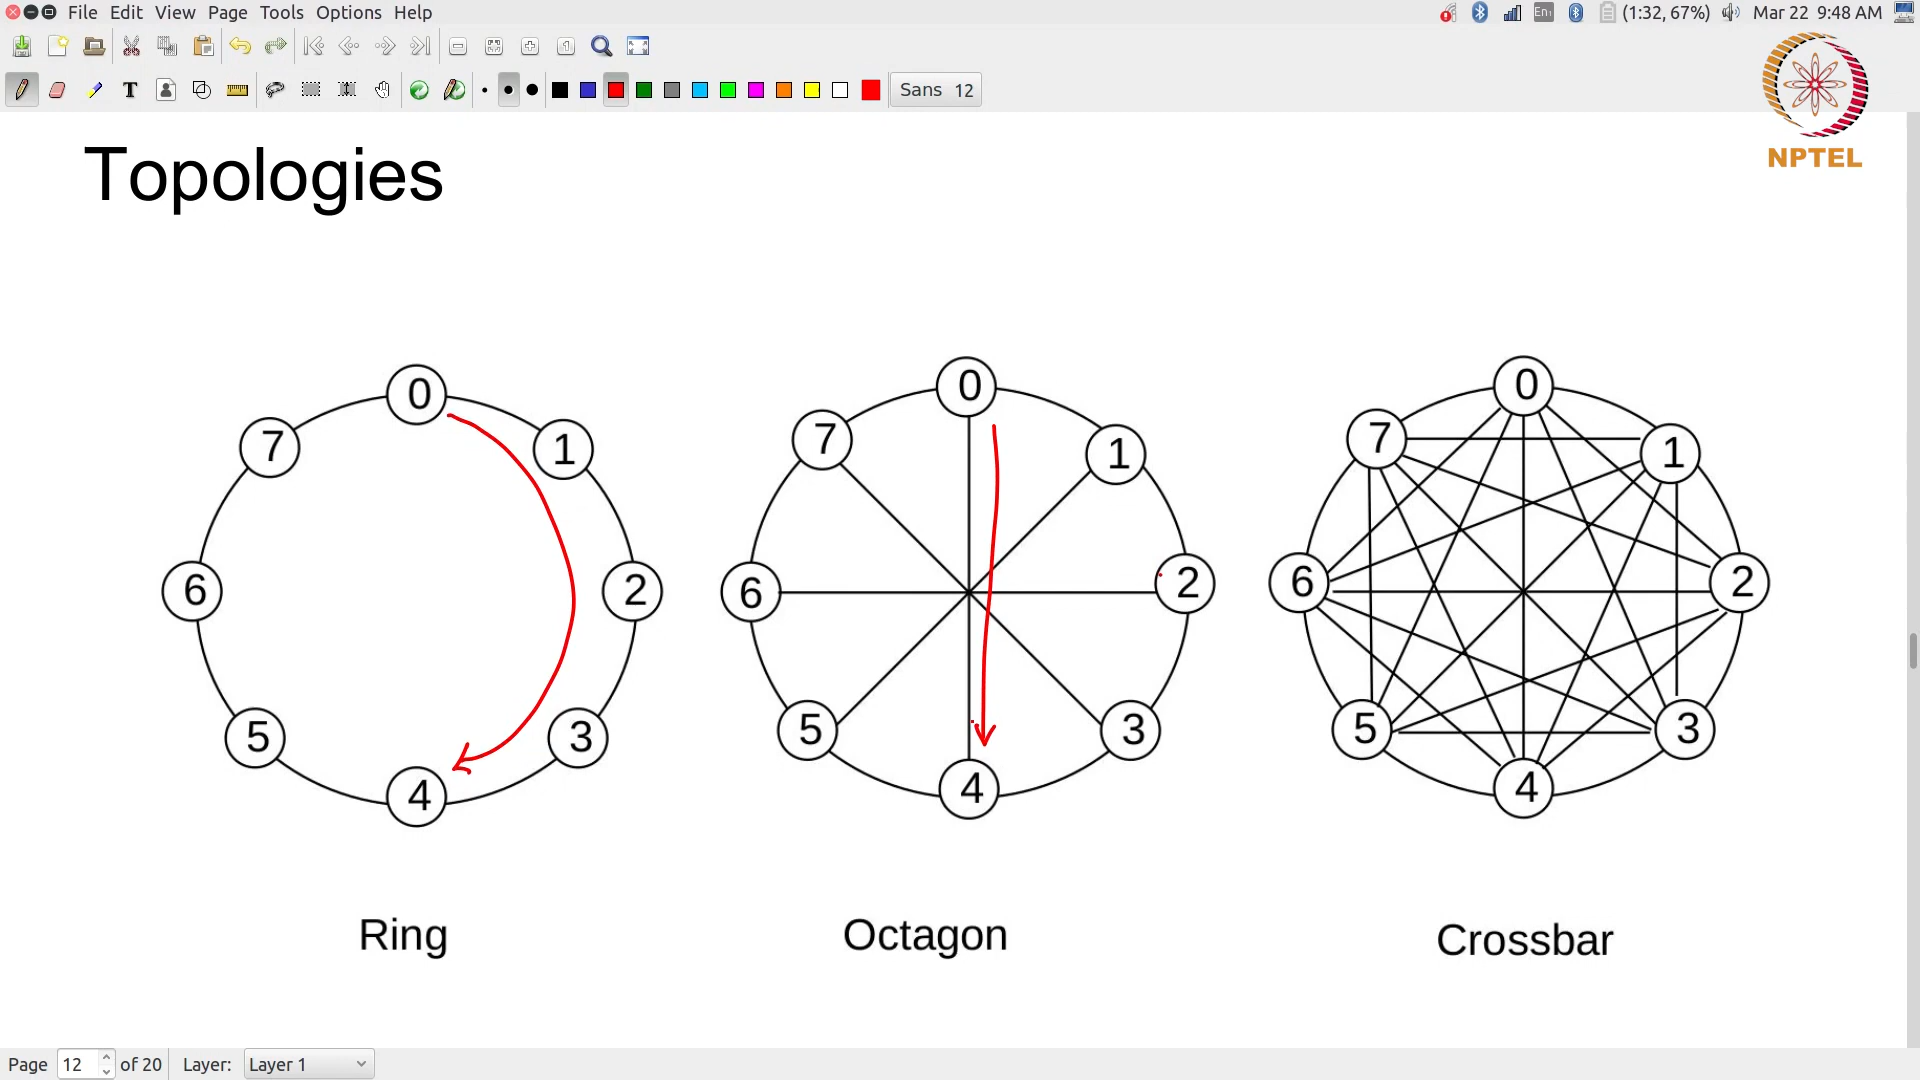 File Edit View Page Tools Options Help
En₁ (1:32, 67%) Mar 22 9:48 AM
T Sans 12
NPTEL
Topologies
0 1 2 3 4 5 6 7
0 1 2 3 4 5 6 7
0 1 2 3 4 5 6 7
Ring Octagon Crossbar
Page 12 of 20 Layer: Layer 1